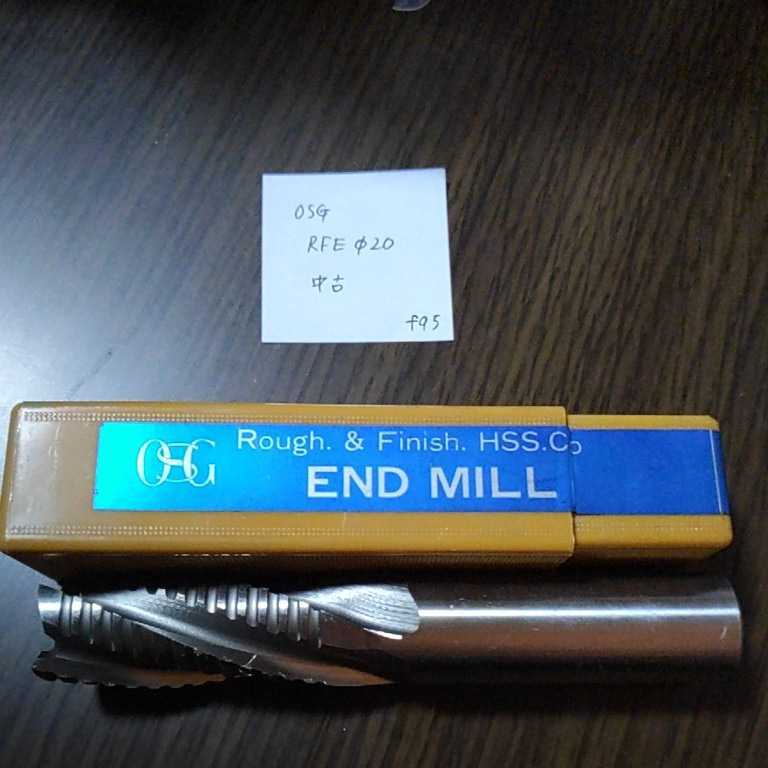 OSG
RFE φ20
中古
f95
OSG
Rough. & Finish. HSS.Co
END MILL